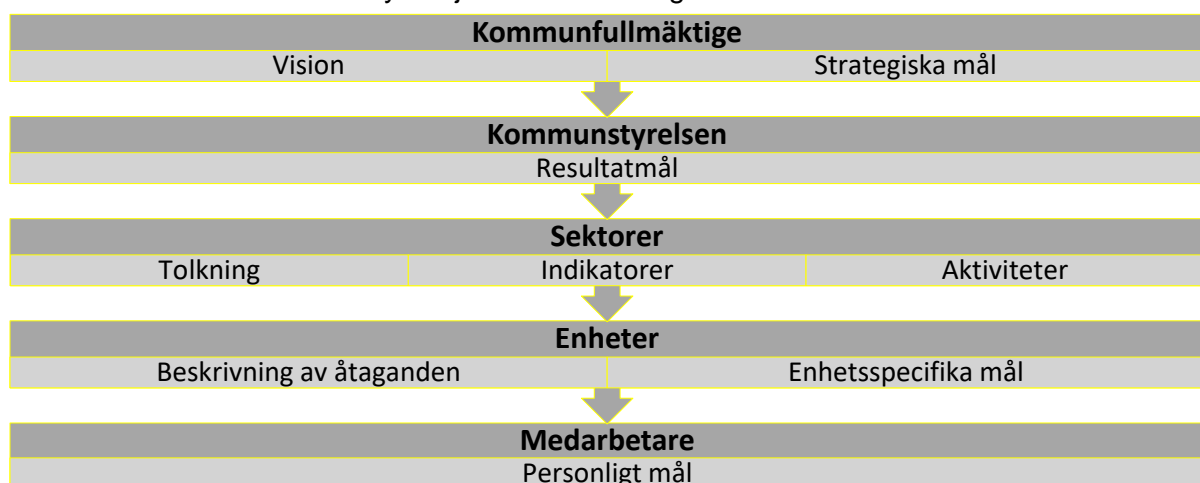 Kommunfullmäktige
Vision Strategiska mål
Kommunstyrelsen
Resultatmål
Sektorer
Tolkning Indikatorer Aktiviteter
Enheter
Beskrivning av åtaganden Enhetsspecifika mål
Medarbetare
Personligt mål